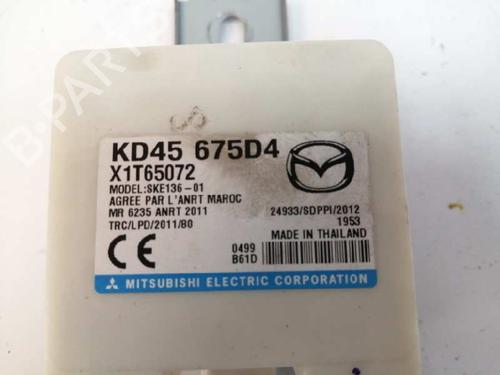 KD45 675D4
X1T65072
MODEL:SKE136-01
AGREE PAR L'ANRT MAROC
MR 6235 ANRT 2011
TRC/LPD/2011/80
24933/SDPPI/2012
1953
MADE IN THAILAND
CE
0499
B61D
MITSUBISHI ELECTRIC CORPORATION
B-PARTS